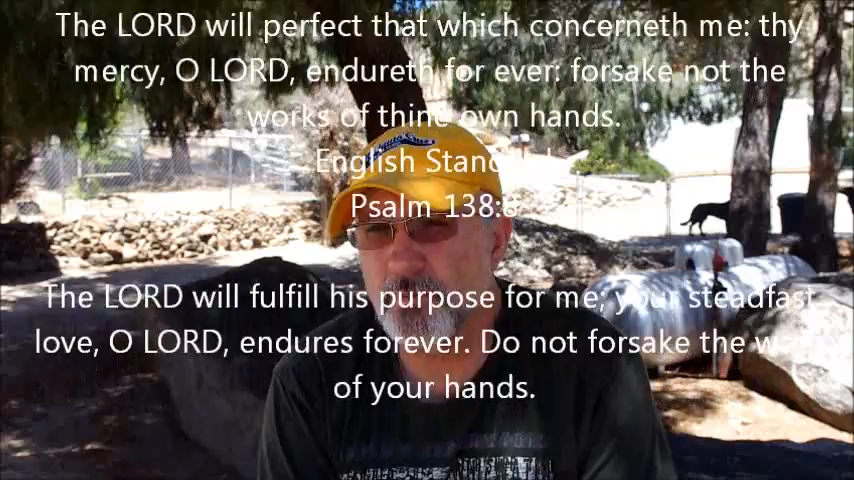 The LORD will perfect that which concerneth me: thy
mercy, O LORD, endureth for ever: forsake not the
works of thine own hands.
English
Psalm 138:8
The LORD will fulfill his purpose for me; your steadfast
love, O LORD, endures forever. Do not forsake the
of your hands.